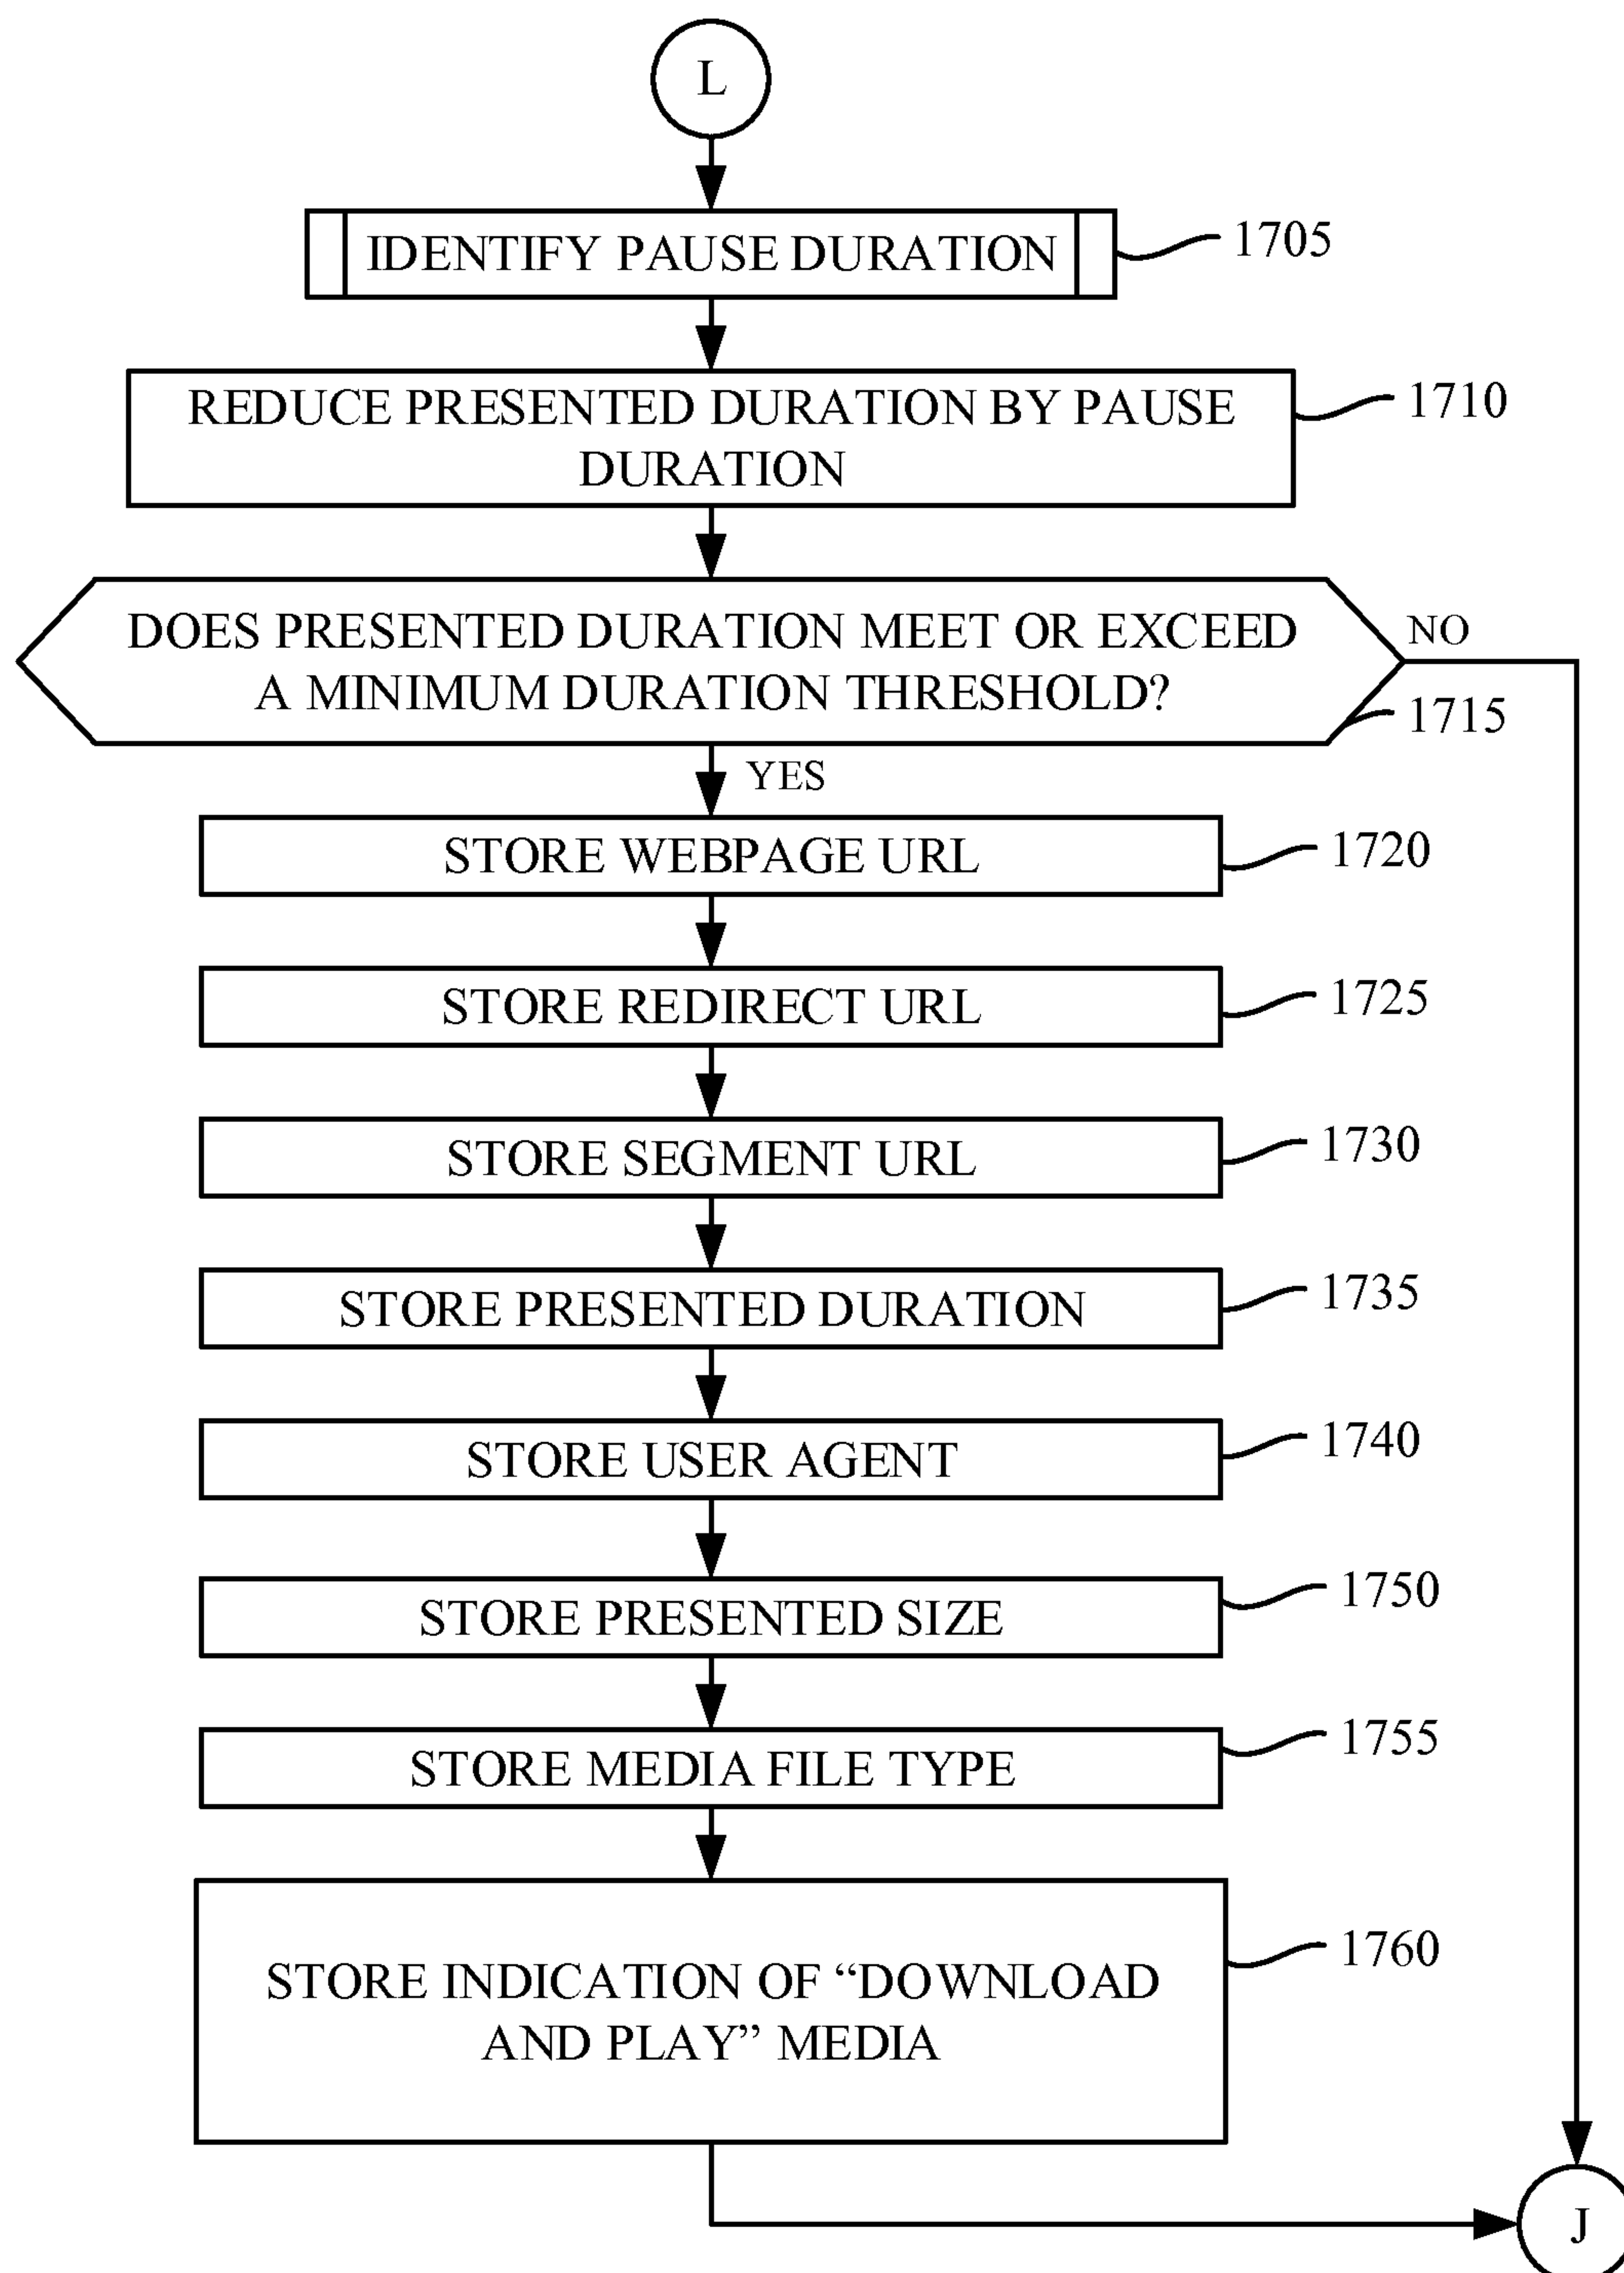 L
IDENTIFY PAUSE DURATION
1705
REDUCE PRESENTED DURATION BY PAUSE
DURATION
1710
DOES PRESENTED DURATION MEET OR EXCEED
A MINIMUM DURATION THRESHOLD?
NO
1715
YES
STORE WEBPAGE URL
1720
STORE REDIRECT URL
1725
STORE SEGMENT URL
1730
STORE PRESENTED DURATION
1735
STORE USER AGENT
1740
STORE PRESENTED SIZE
1750
STORE MEDIA FILE TYPE
1755
STORE INDICATION OF “DOWNLOAD
AND PLAY” MEDIA
1760
J